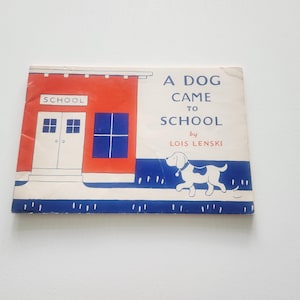 SCHOOL
A DOG
CAME
TO
SCHOOL
by
LOIS LENSKI